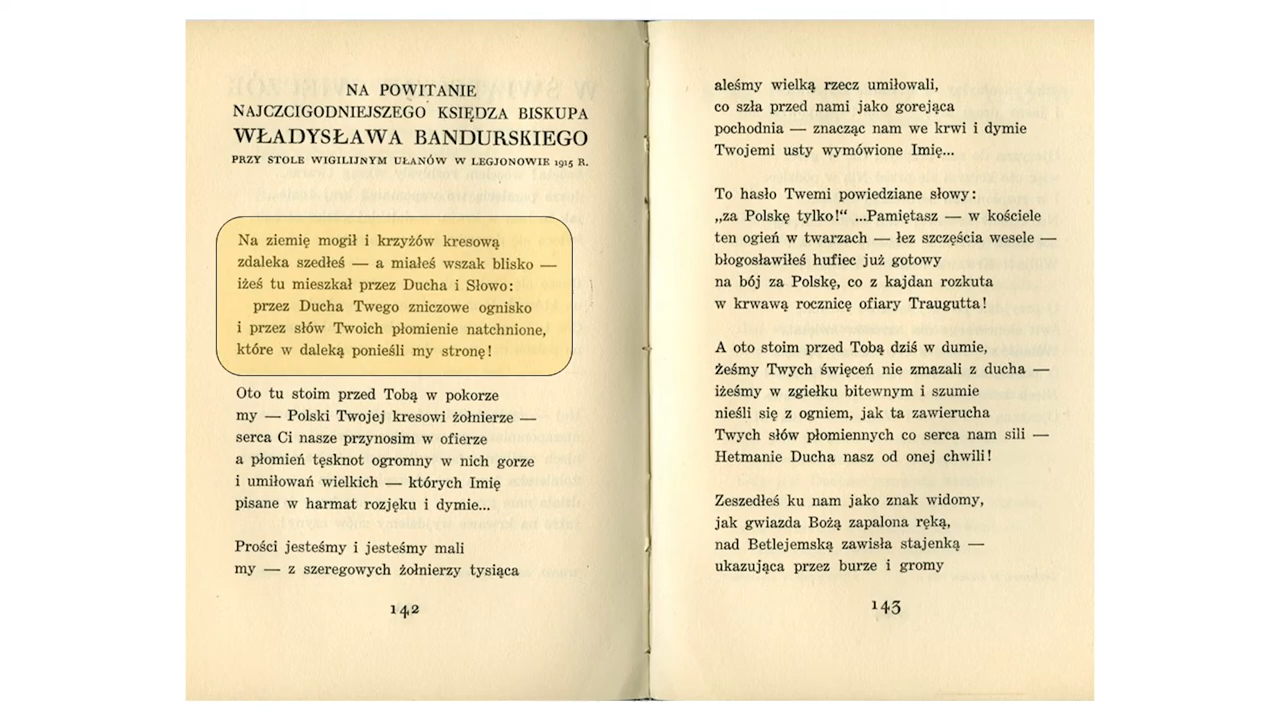 NA POWITANIE
NAJCZCIGODNIEJSZEGO KSIĘDZA BISKUPA
WŁADYSŁAWA BANDURSKIEGO
PRZY STOLE WIGILIJNYM UŁANÓW W LEGJONOWIE 1915 R.
Na ziemię mogił i krzyżów kresową
zdaleka szedłeś — a miałeś wszak blisko —
iżeś tu mieszkał przez Ducha i Słowo:
przez Ducha Twego zniczowe ognisko
i przez słów Twoich płomienie natchnione,
które w daleką ponieśli my stronę!
Oto tu stoim przed Tobą w pokorze
my — Polski Twojej kresowi żołnierze —
serca Ci nasze przynosim w ofierze
a płomień tęsknot ogromny w nich gorze
i umiłowań wielkich — których Imię
pisane w harmat rozjęku i dymie...
Prości jesteśmy i jesteśmy mali
my — z szeregowych żołnierzy tysiąca
142
aleśmy wielką rzecz umiłowali,
co szła przed nami jako gorejąca
pochodnia — znacząc nam we krwi i dymie
Twojemi usty wymówione Imię...
To hasło Twemi powiedziane słowy:
„za Polskę tylko!“ ...Pamiętasz — w kościele
ten ogień w twarzach — łez szczęścia wesele —
błogosławiłeś hufiec już gotowy
na bój za Polskę, co z kajdan rozkuta
w krwawą rocznicę ofiary Traugutta!
A oto stoim przed Tobą dziś w dumie,
Żeśmy Twych święceń nie zmazali z ducha —
iżeśmy w zgiełku bitewnym i szumie
nieśli się z ogniem, jak ta zawierucha
Twych słów płomiennych co serca nam sili —
Hetmanie Ducha nasz od onej chwili!
Zeszedłeś ku nam jako znak widomy,
jak gwiazda Bożą zapalona ręką,
nad Betlejemską zawisła stajenką —
ukazująca przez burze i gromy
143